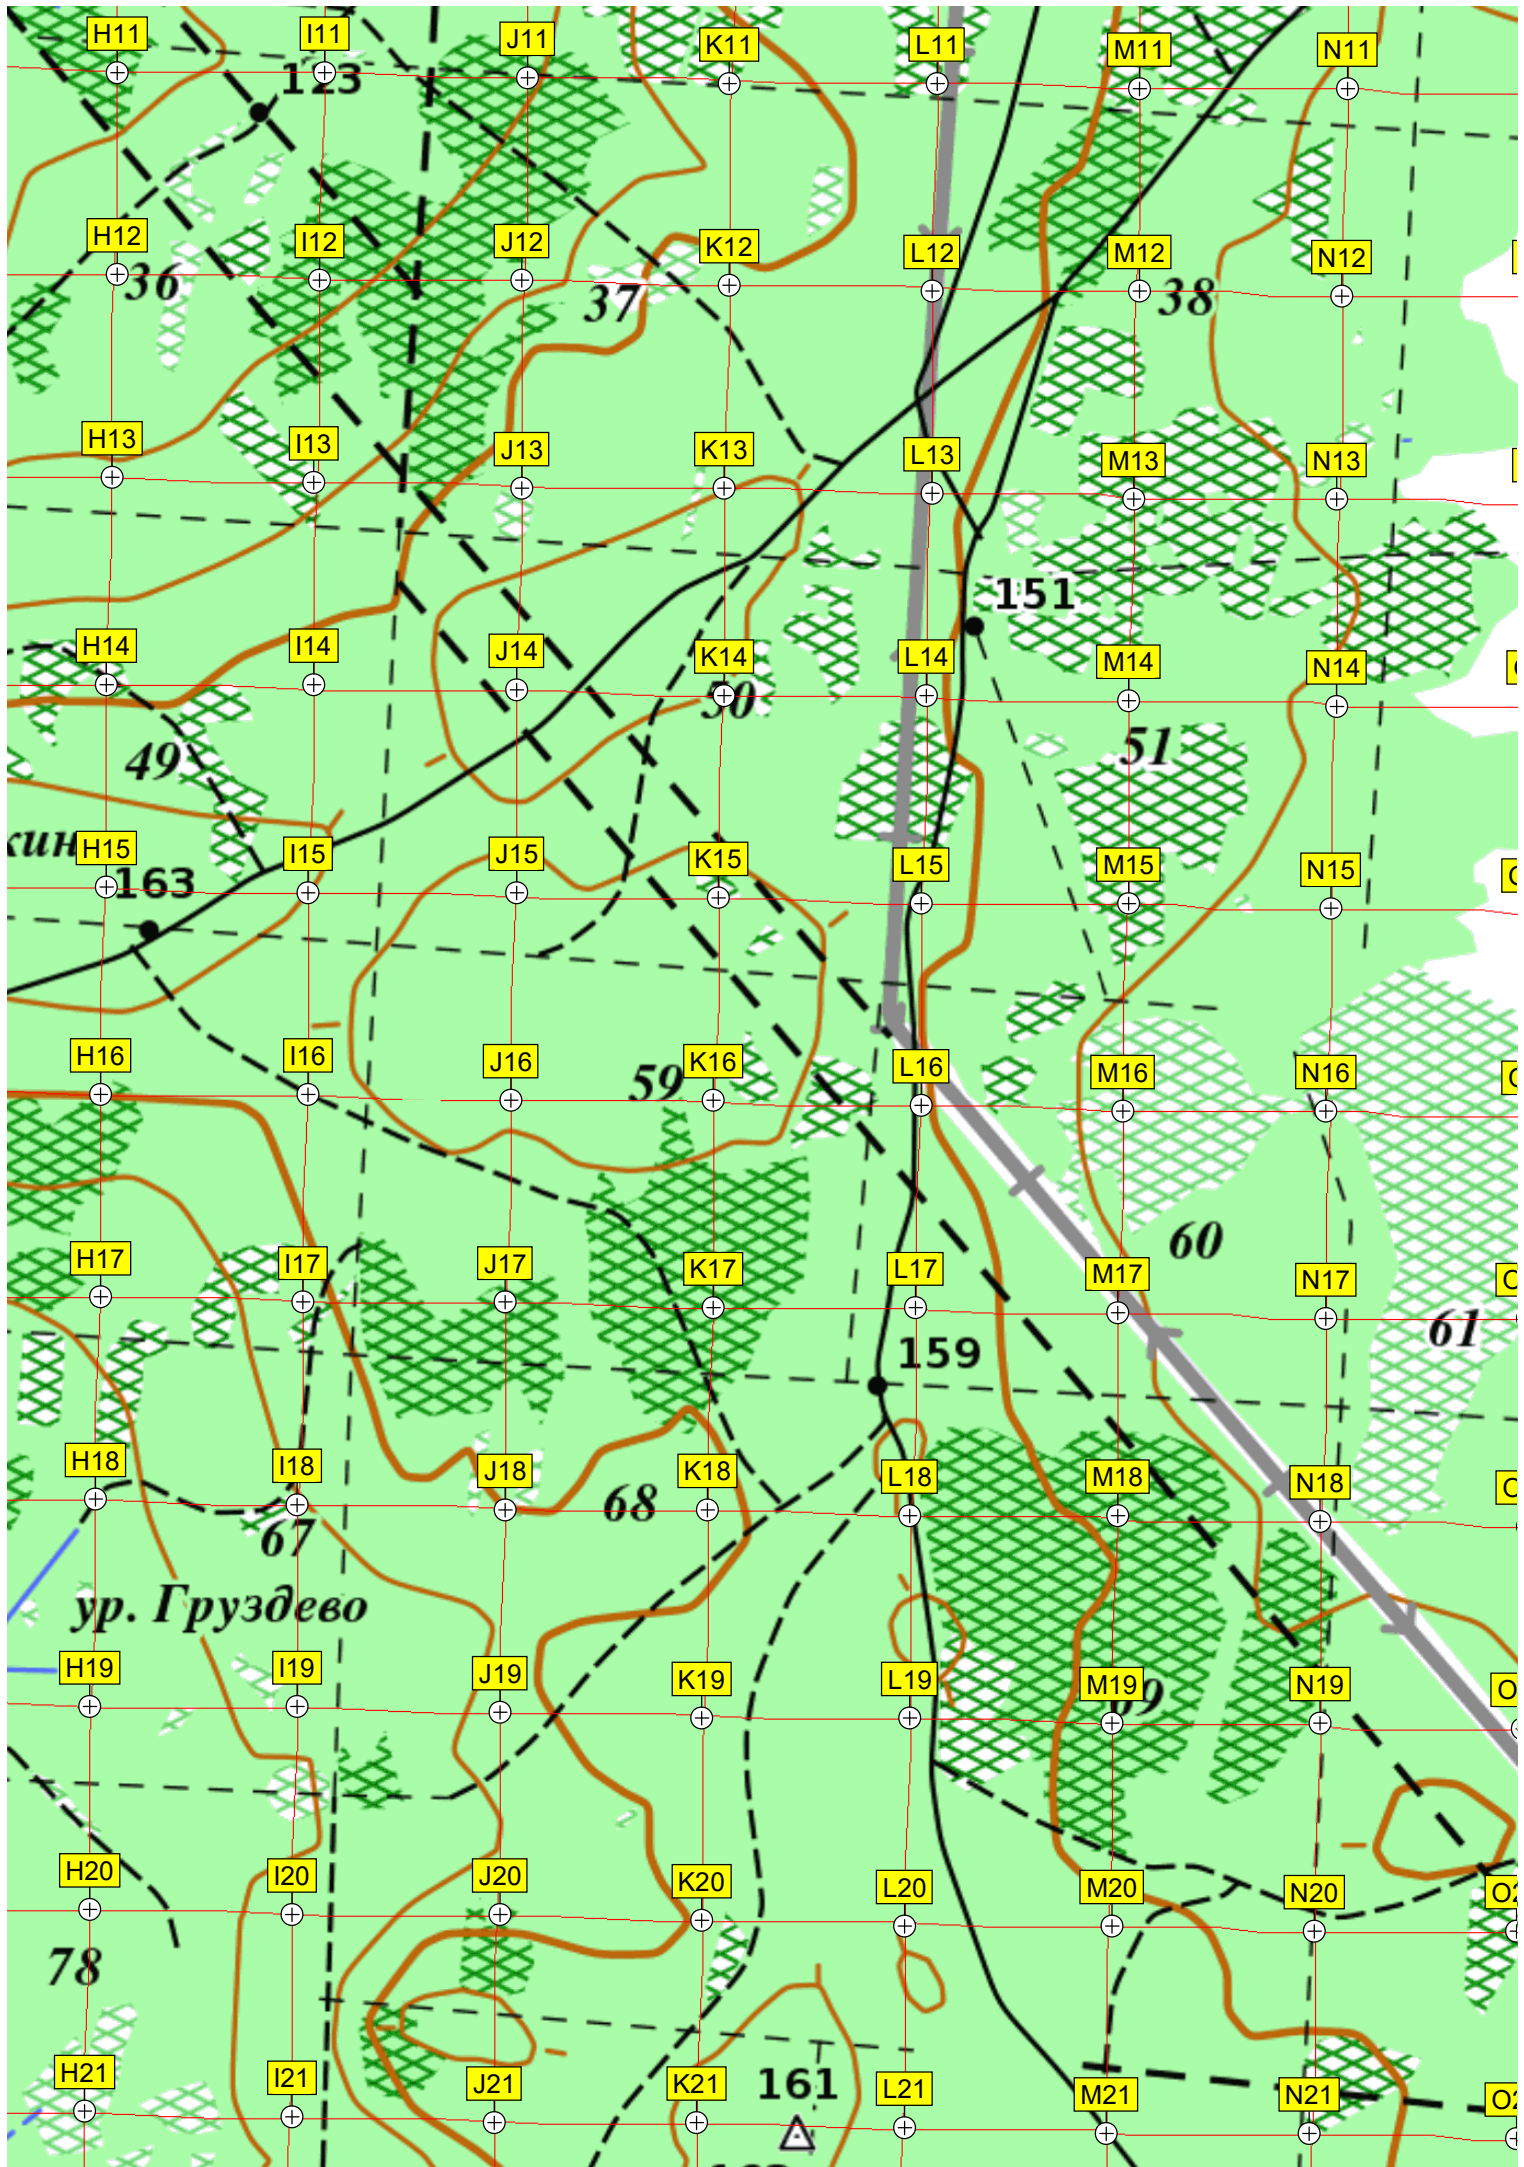 H11 I11 J11 K11 L11 M11 N11
123
H12 I12 J12 K12 L12 M12 N12
36 37 38
H13 I13 J13 K13 L13 M13 N13
151
H14 I14 J14 K14 L14 M14 N14
50
49 51
кин H15 I15 J15 K15 L15 M15 N15
163
H16 I16 J16 K16 L16 M16 N16
59
60
H17 I17 J17 K17 L17 M17 N17
61
159
H18 I18 J18 K18 L18 M18 N18
67 68
ур. Груздево
H19 I19 J19 K19 L19 M19 N19
69
H20 I20 J20 K20 L20 M20 N20
78
H21 I21 J21 K21 L21 M21 N21
161